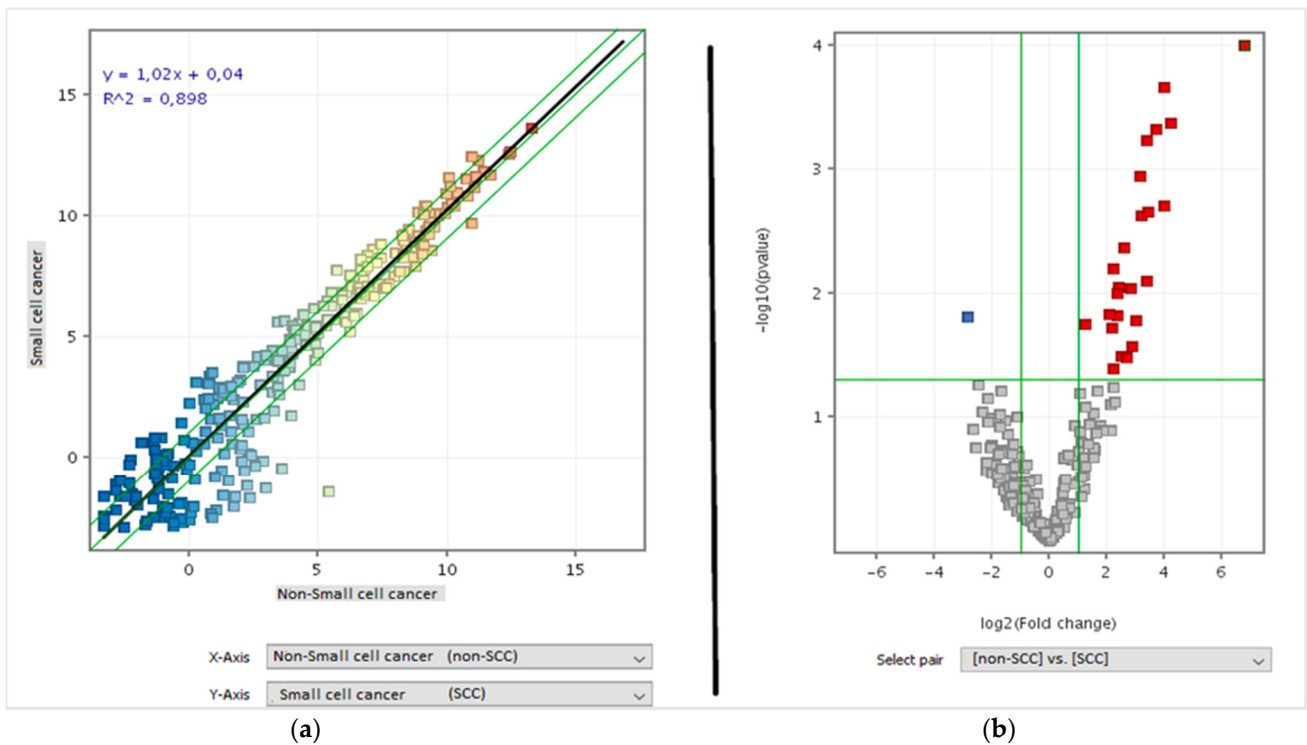 y = 1,02x + 0,04
R^2 = 0,898
15
10
5
0
Small cell cancer
0
5
10
15
Non-Small cell cancer
X-Axis
Non-Small cell cancer (non-SCC)
Y-Axis
Small cell cancer (SCC)
(a)
4
3
2
1
-log10(pvalue)
-6
-4
-2
0
2
4
6
log2(Fold change)
Select pair
[non-SCC] vs. [SCC]
(b)